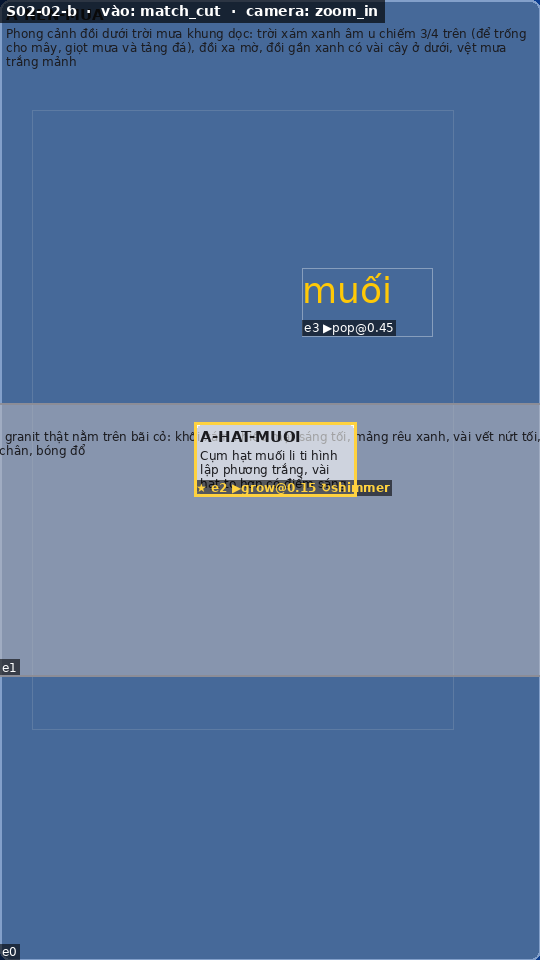 S02-02-b · vào: match_cut · camera: zoom_in
Phong cảnh đồi dưới trời mưa khung dọc: trời xám xanh âm u chiếm 3/4 trên (để trống
cho mây, giọt mưa và tảng đá), đồi xa mờ, đồi gần xanh có vài cây ở dưới, vệt mưa
trắng mảnh
muối
e3 ▶pop@0.45
granit thật nằm trên bãi cỏ: sáng tối, mảng rêu xanh, vài vết nứt tối,
chân, bóng đổ
A-HAT-MUOI
Cụm hạt muối li ti hình
lập phương trắng, vài
★ e2 ▶grow@0.15 ↻shimmer
e1
e0